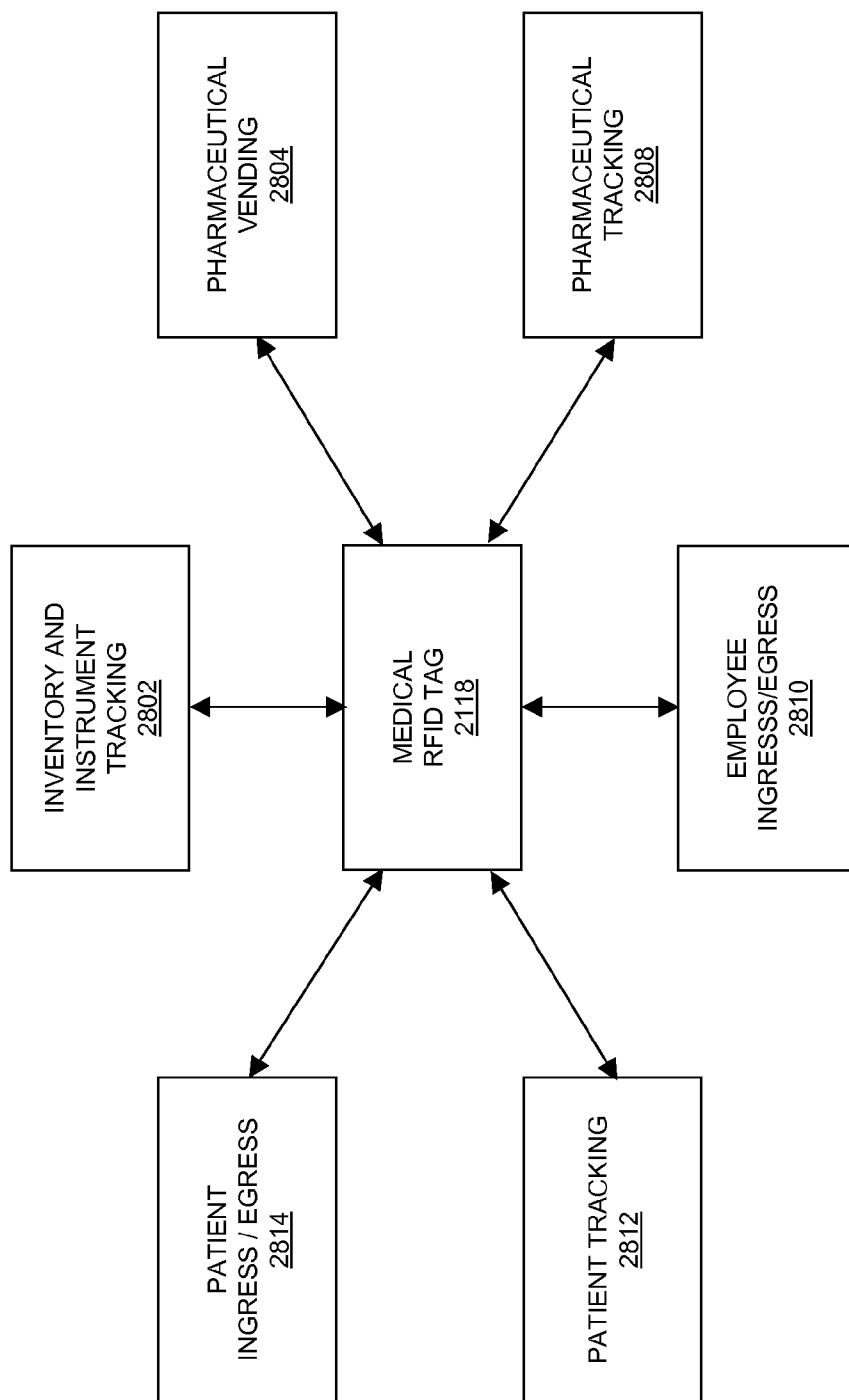 INVENTORY AND
INSTRUMENT
TRACKING
2802
PATIENT
INGRESS / EGRESS
2814
PHARMACEUTICAL
VENDING
2804
MEDICAL
RFID TAG
2118
PATIENT TRACKING
2812
PHARMACEUTICAL
TRACKING
2808
EMPLOYEE
INGRESSS/EGRESS
2810